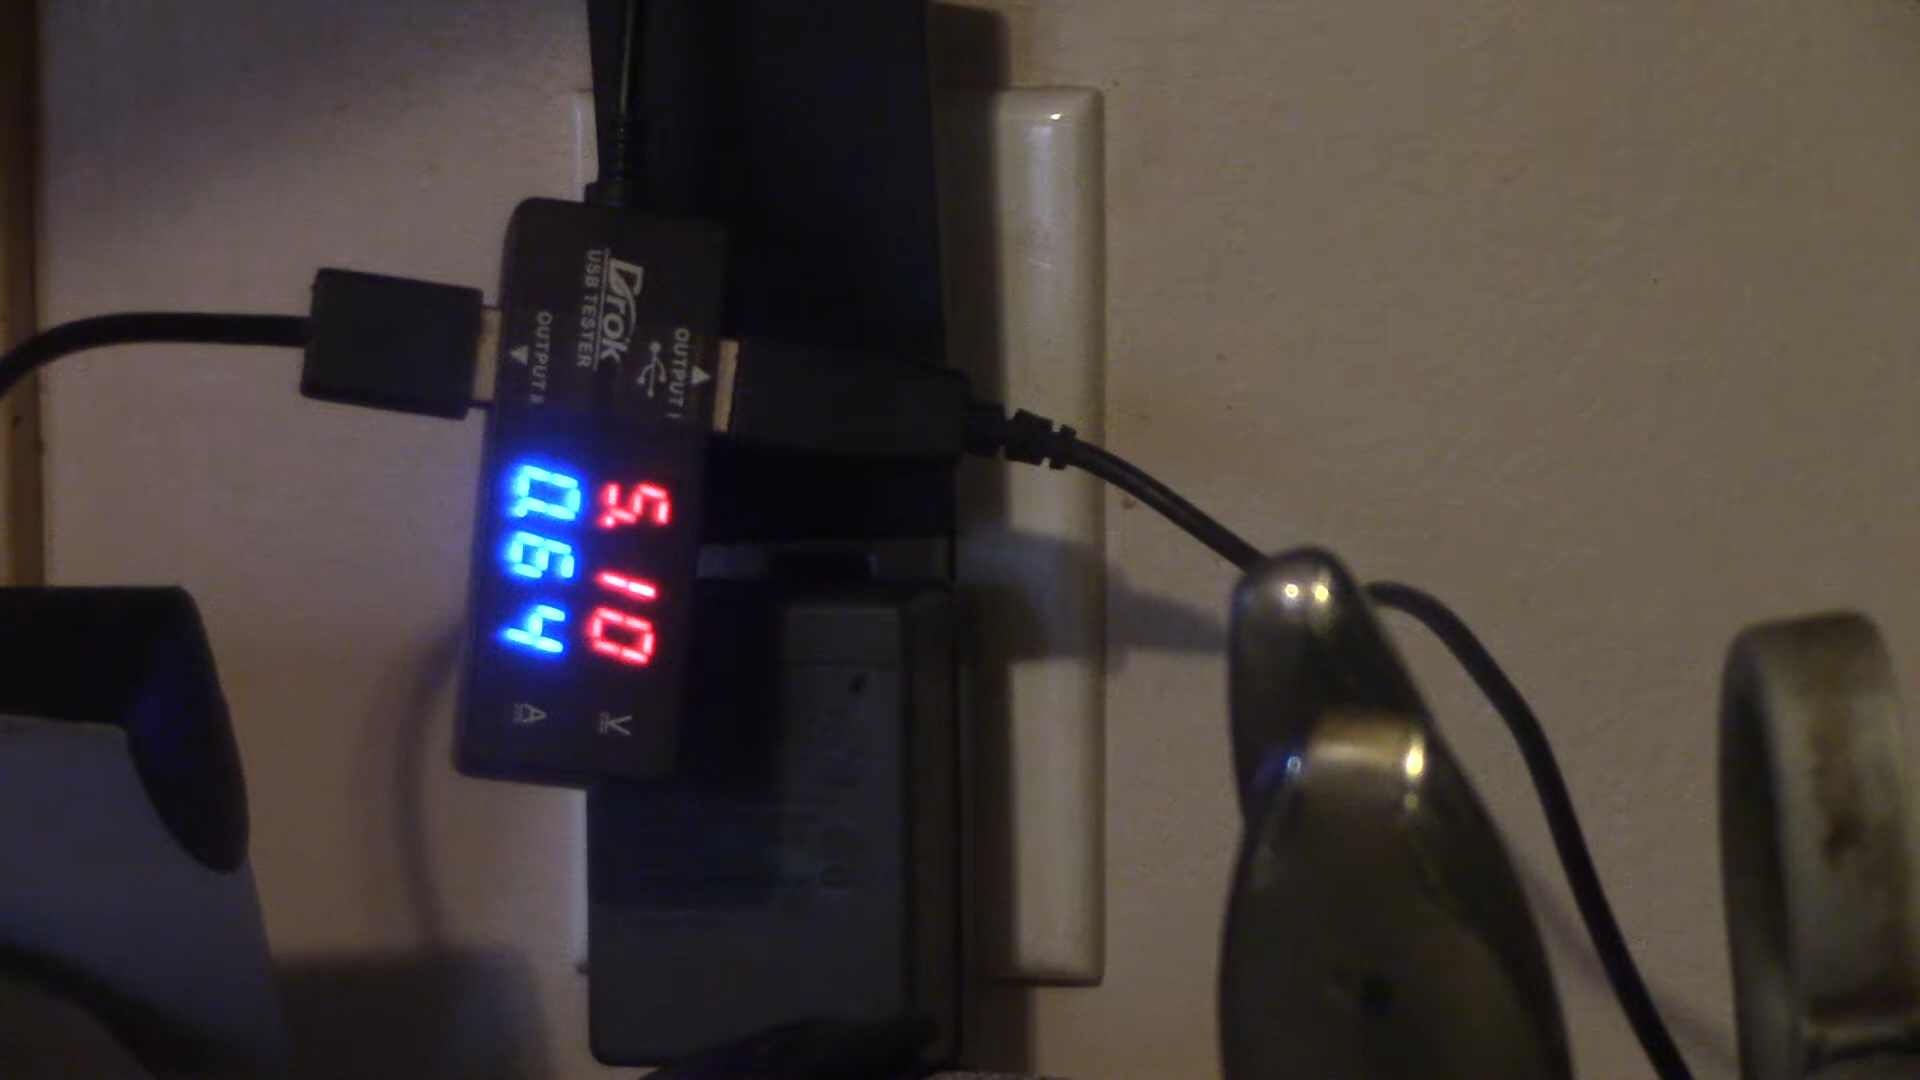 Drok
USB TESTER
OUTPUT I
OUTPUT II
5.10 V
0.64 A